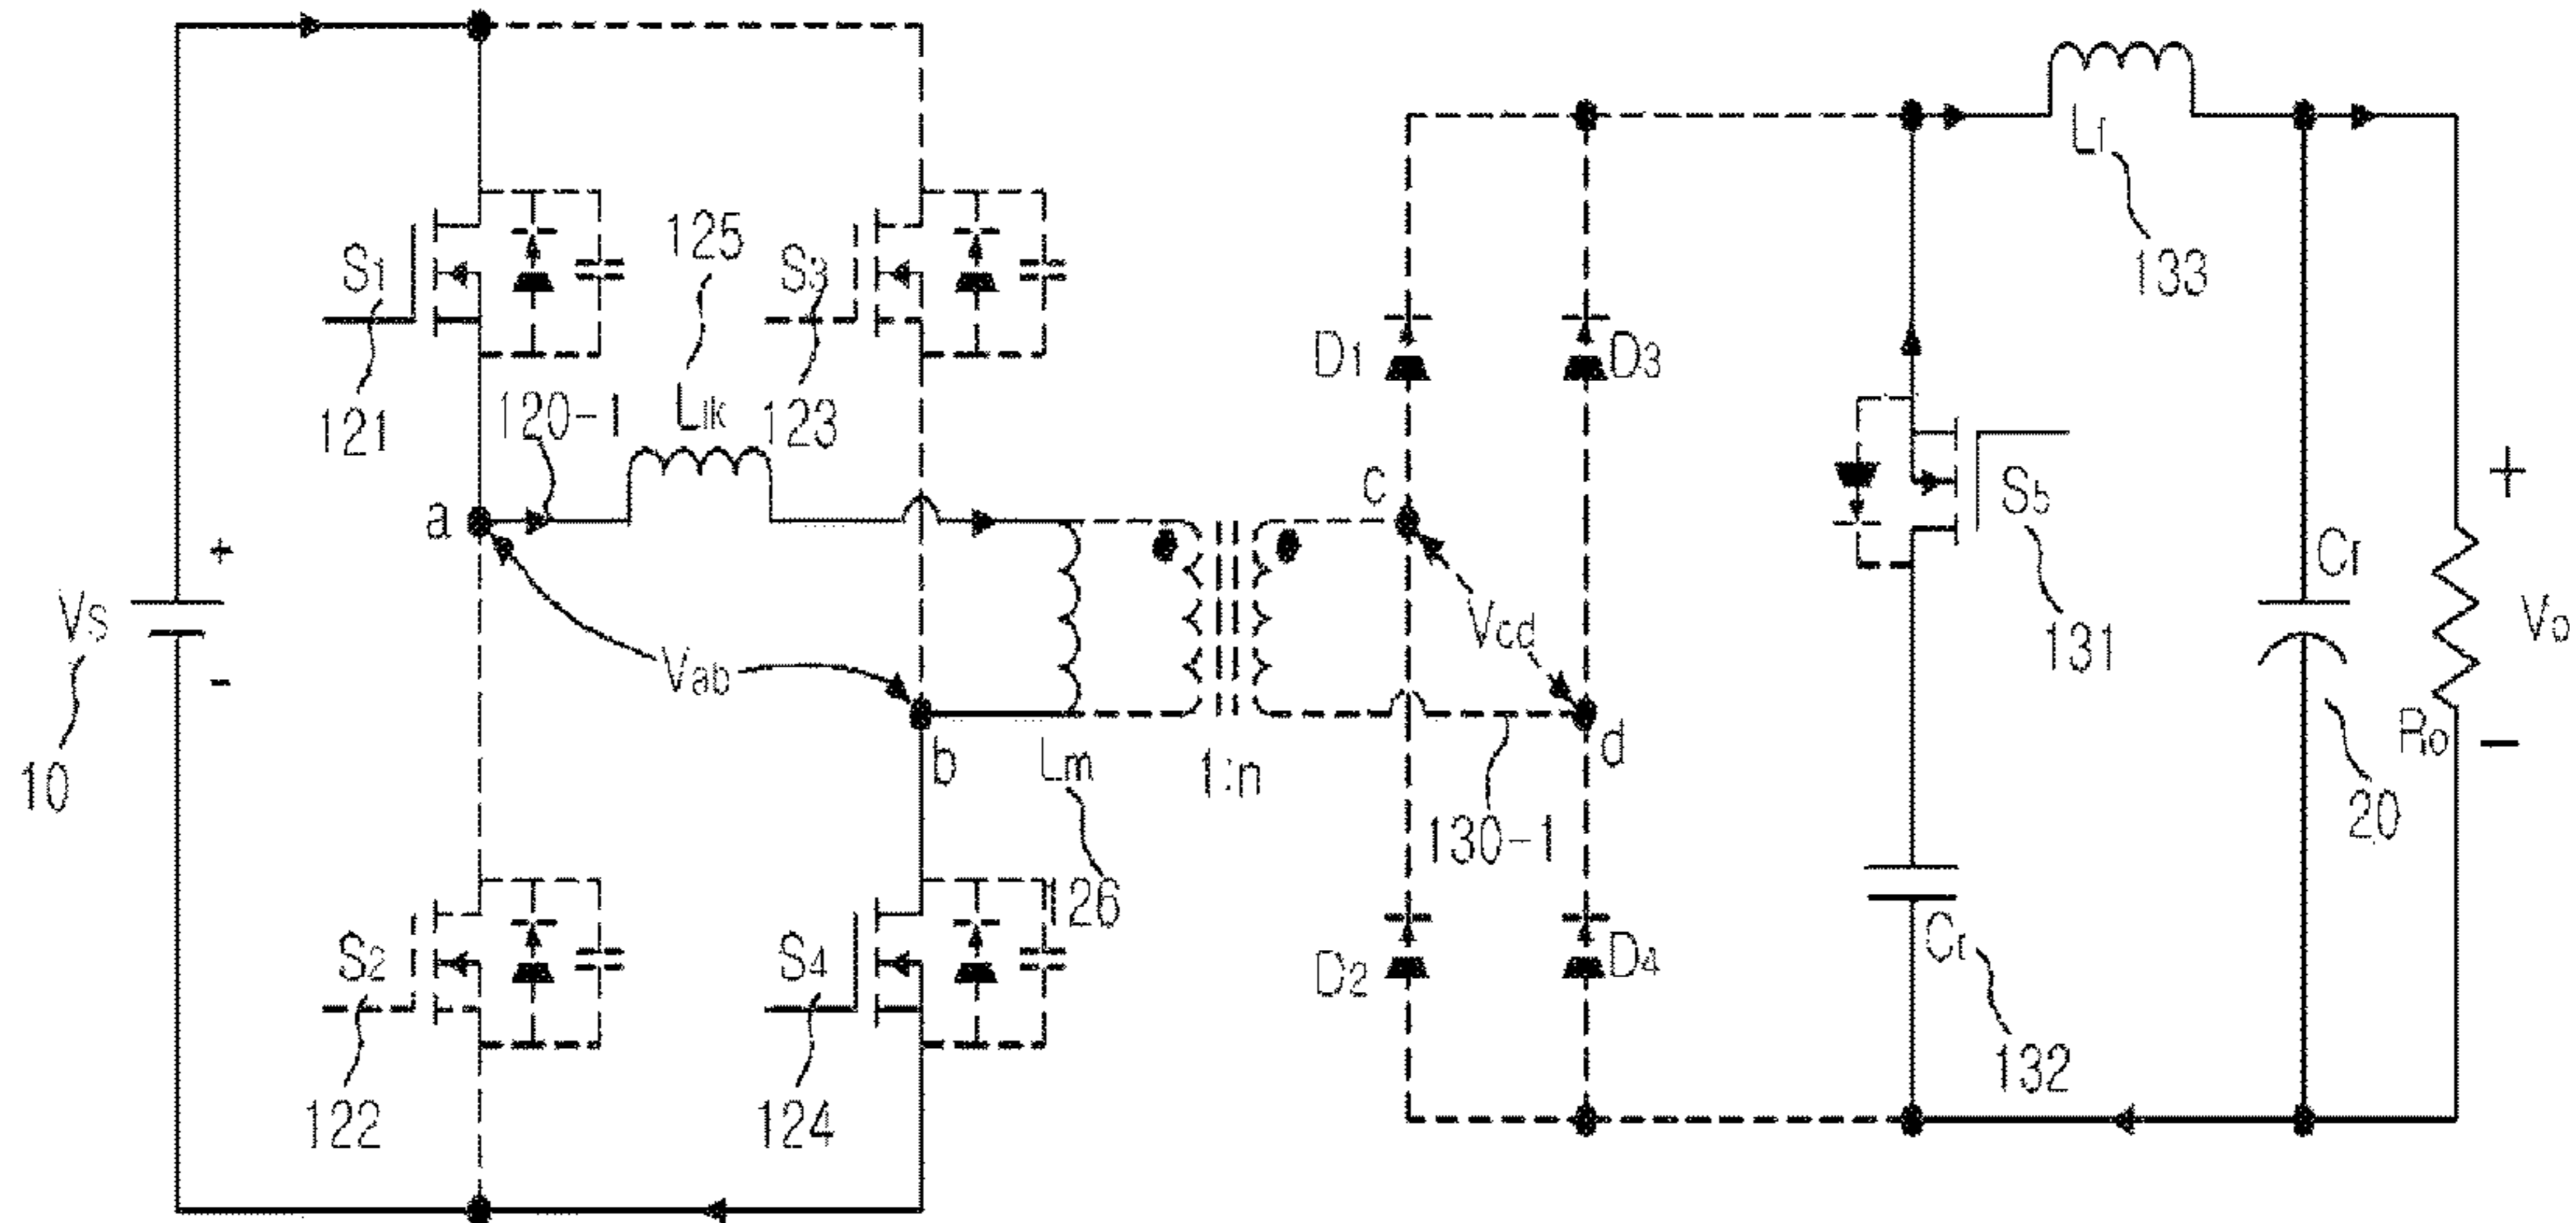 Lf
133
S1
125
S3
121
120-1
Llk
123
D1
D3
a
c
S5
131
+
Vs
+
-
10
Vab
Vcd
Cf
Vo
b
Lm
1:n
d
Ro
-
130-1
20
S2
S4
126
D2
D4
Cr
122
124
132